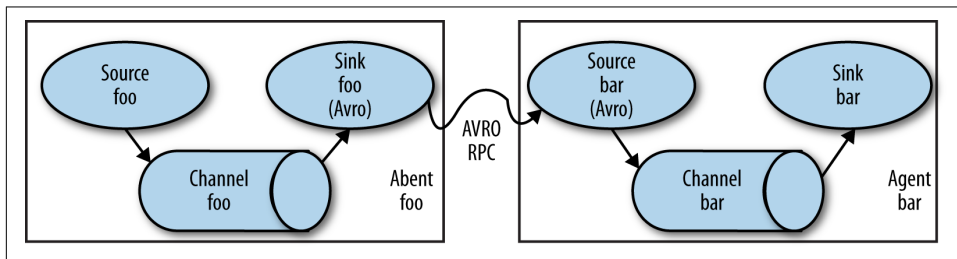 Source
foo
Sink
foo
(Avro)
Channel
foo
Abent
foo
AVRO
RPC
Source
bar
(Avro)
Sink
bar
Channel
bar
Agent
bar